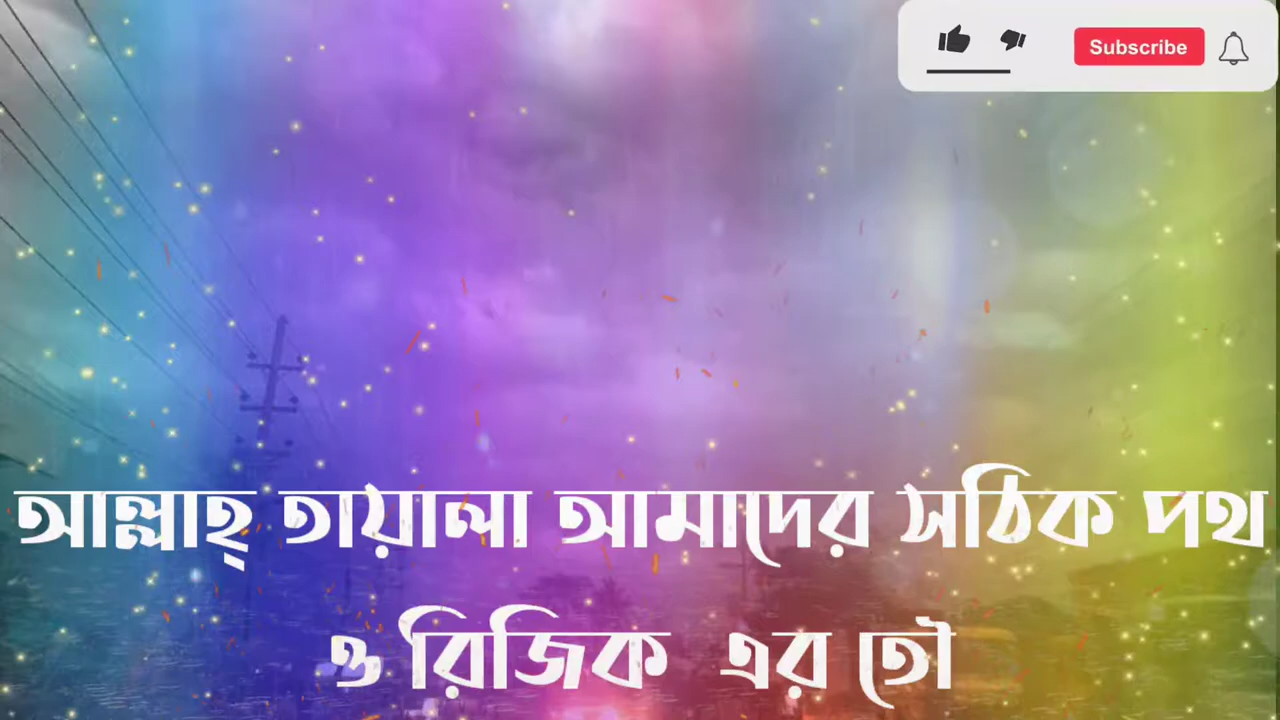 Subscribe
আল্লাহ্ তায়ালা আমাদের সঠিক পথ
ও রিজিক এর তৌ